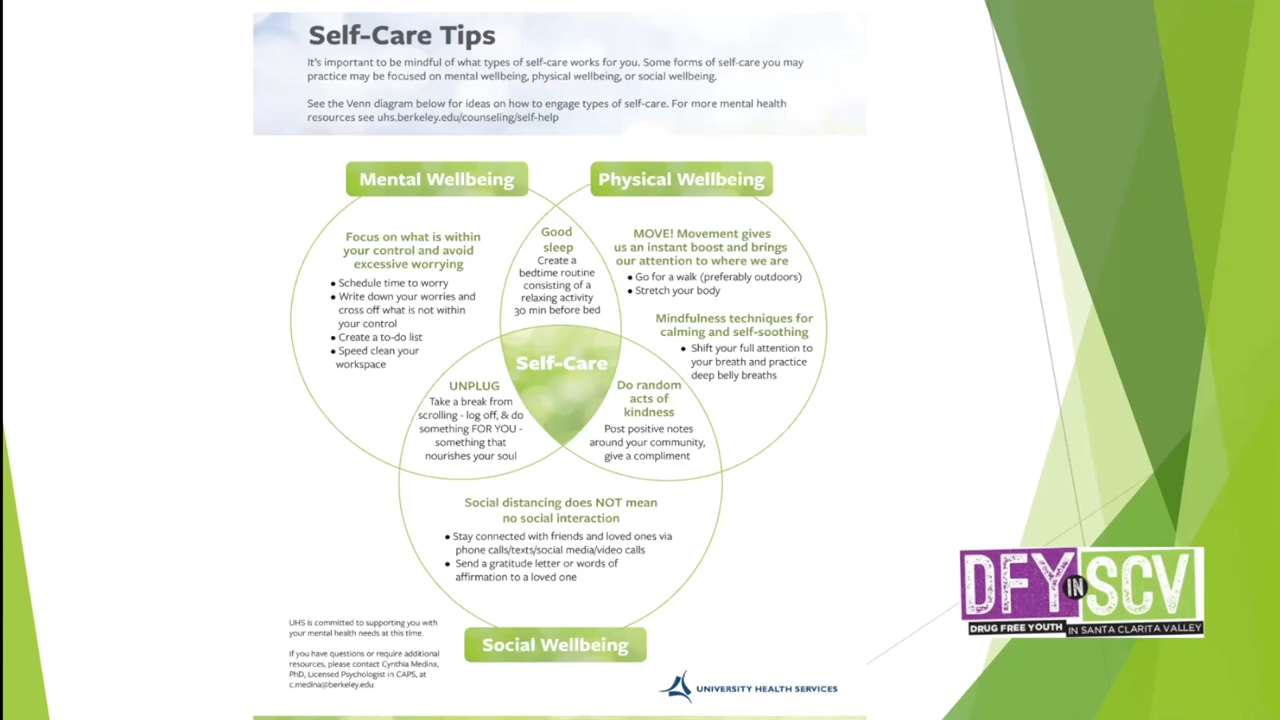 Self-Care Tips
It's important to be mindful of what types of self-care works for you. Some forms of self-care you may
practice may be focused on mental wellbeing, physical wellbeing, or social wellbeing.
See the Venn diagram below for ideas on how to engage types of self-care. For more mental health
resources see uhs.berkeley.edu/counseling/self-help
Mental Wellbeing
Physical Wellbeing
Focus on what is within
your control and avoid
excessive worrying
• Schedule time to worry
• Write down your worries and
cross off what is not within
your control
• Create a to-do list
• Speed clean your
workspace
Good
sleep
Create a
bedtime routine
consisting of a
relaxing activity
30 min before bed
MOVE! Movement gives
us an instant boost and brings
our attention to where we are
• Go for a walk (preferably outdoors)
• Stretch your body
Mindfulness techniques for
calming and self-soothing
• Shift your full attention to
your breath and practice
deep belly breaths
Self-Care
UNPLUG
Take a break from
scrolling - log off, & do
something FOR YOU -
something that
nourishes your soul
Do random
acts of
kindness
Post positive notes
around your community,
give a compliment
Social distancing does NOT mean
no social interaction
• Stay connected with friends and loved ones via
phone calls/texts/social media/video calls
• Send a gratitude letter or words of
affirmation to a loved one
Social Wellbeing
UHS is committed to supporting you with
your mental health needs at this time.
If you have questions or require additional
resources, please contact Cynthia Medina,
PhD, Licensed Psychologist in CAPS, at
c.medina@berkeley.edu
UNIVERSITY HEALTH SERVICES
DFY IN SCV
DRUG FREE YOUTH IN SANTA CLARITA VALLEY